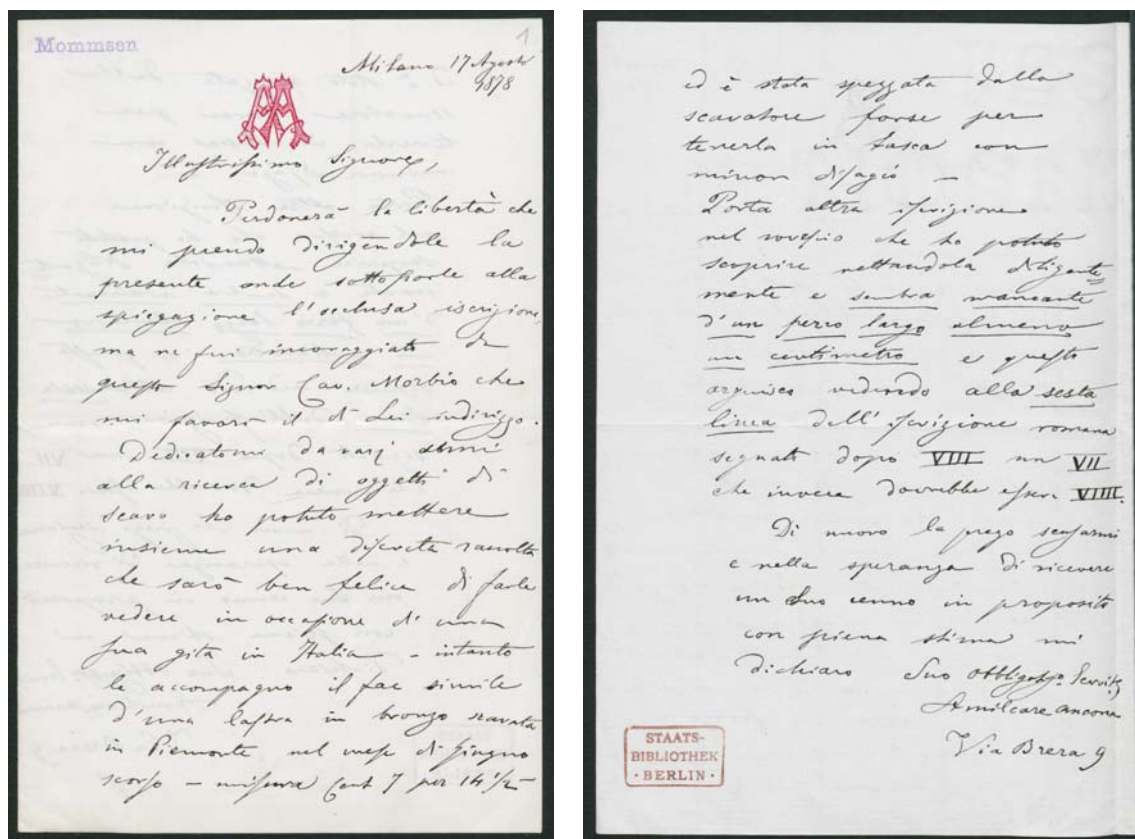 Mommsen
1
Milano 17 Agosto
1878
AA
Illustrissimo Signore,
Perdonerà la libertà che
mi prendo dirigendole la
presente onde sottoporle alla
spiegazione l'acclusa iscrizione,
ma ne fui incoraggiato da
questo Signor Cav. Morbio che
mi favorì il di Lei indirizzo.
Dedicatomi da varj anni
alla ricerca di oggetti di
scavo ho potuto mettere
insieme una discreta raccolta
che sarò ben felice di farle
vedere in occasione di una
sua gita in Italia - intanto
le accompagno il fac simile
d'una lastra in bronzo scavata
in Piemonte nel mese di giugno
scorso - misura Cent 7 per 14 1/2 -
ed è stata spezzata dallo
scavatore forse per
tenerla in tasca con
minor disagio -
Porta altra iscrizione
nel rovescio che ho potuto
scoprire nettandola diligente=
mente e sembra mancante
d'un pezzo largo almeno
un centimetro e questo
arguisco vedendo alla sesta
linea dell'iscrizione romana
segnato dopo VIII un VII
che invece dovrebbe essere VIIII.
Di nuovo la prego scusarmi
e nella speranza di ricevere
un Suo cenno in proposito
con piena stima mi
dichiaro Suo obbligatss.
Amilcare Ancona
Via Brera 9
STAATS-
BIBLIOTHEK
· BERLIN ·